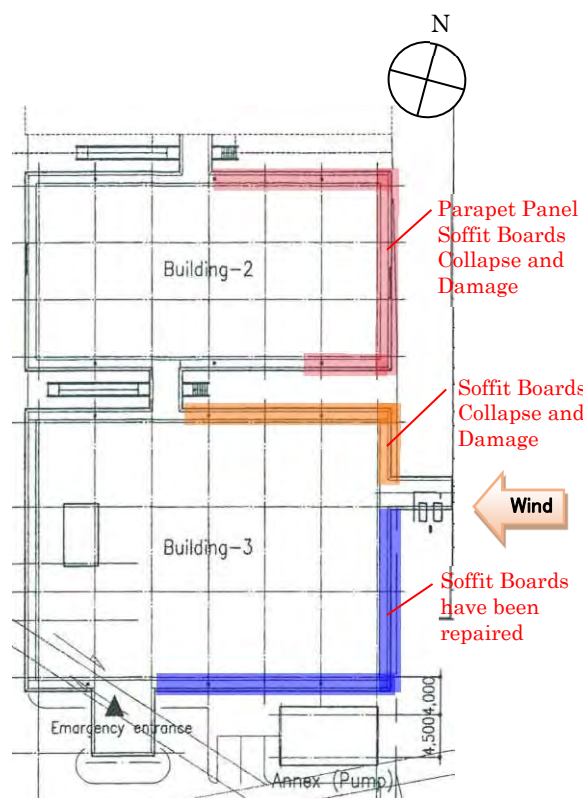 N
Parapet Panel
Soffit Boards
Collapse and
Damage
Building-2
Soffit Boards
Collapse and
Damage
Wind
Building-3
Soffit Boards
have been
repaired
Emergency entranse
4,500
4,000
Annex (Pump)